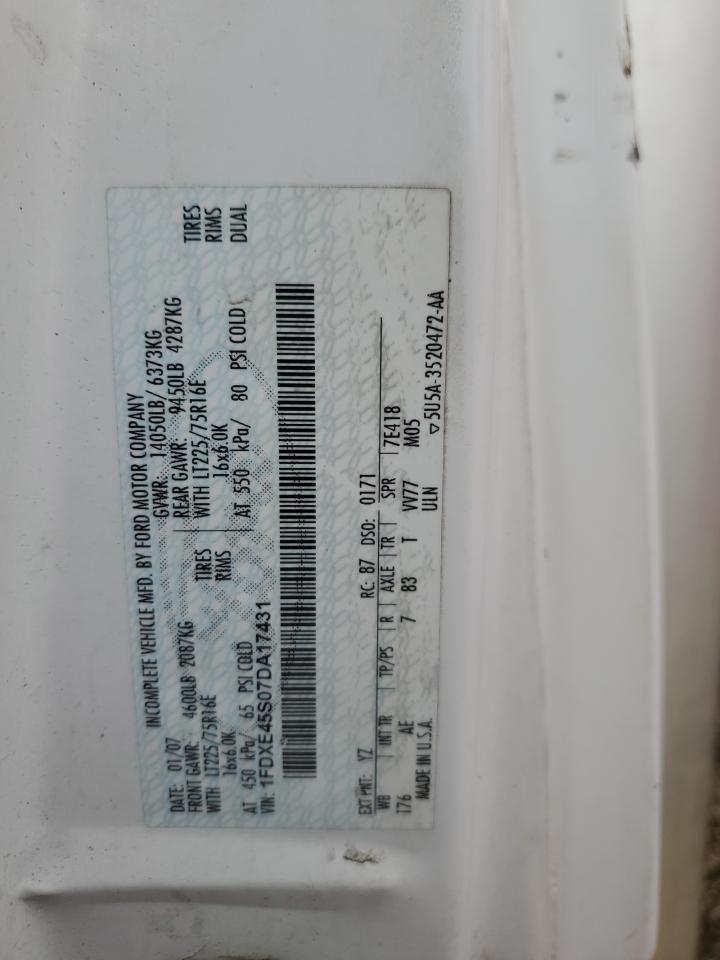 INCOMPLETE VEHICLE MFD. BY FORD MOTOR COMPANY
DATE: 01/07 GVWR: 14050LB/ 6373KG
FRONT GAWR: 4600LB 2087KG REAR GAWR: 9450LB 4287KG
WITH LT225/75R16E TIRES WITH LT225/75R16E TIRES
16x6.0K RIMS 16x6.0K RIMS
AT 450 kPa/ 65 PSI COLD AT 550 kPa/ 80 PSI COLD DUAL
VIN: 1FDXE45S07DA17431
EXT PNT: YZ RC: 87 DSO: 0171
WB INT TR TP/PS R AXLE TR SPR 7E418
176 AE 7 83 T VW77 M05
MADE IN U.S.A. ULN
▽5U5A-3520472-AA